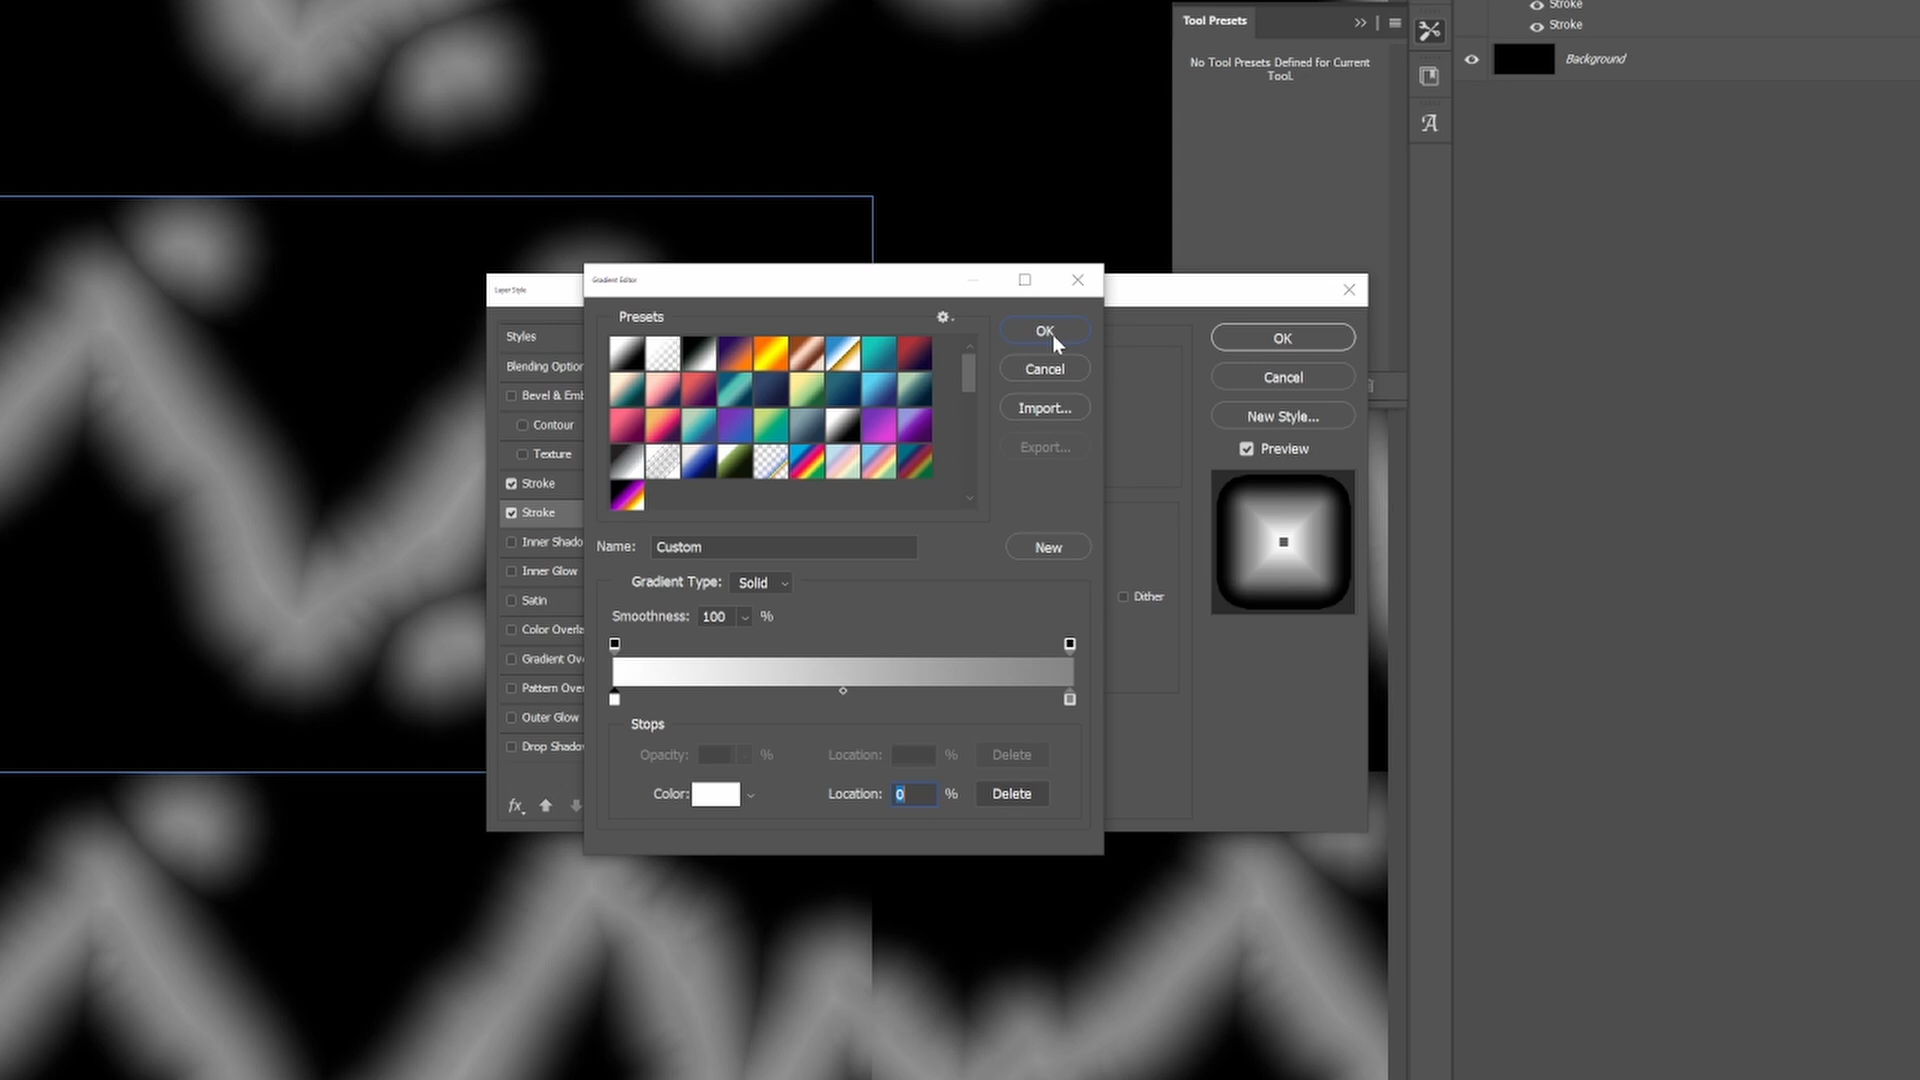 Tool Presets
No Tool Presets Defined for Current
Tool.
Stroke
Stroke
Background
Layer Style
Styles
Blending Option
Bevel & Emb
Contour
Texture
Stroke
Stroke
Inner Shado
Inner Glow
Satin
Color Overla
Gradient Ov
Pattern Over
Outer Glow
Drop Shado
fx
Gradient Editor
Presets
OK
Cancel
Import...
Export...
Name: Custom
New
Gradient Type: Solid
Smoothness: 100 %
Stops
Opacity: % Location: % Delete
Color: Location: 0 % Delete
Dither
OK
Cancel
New Style...
Preview